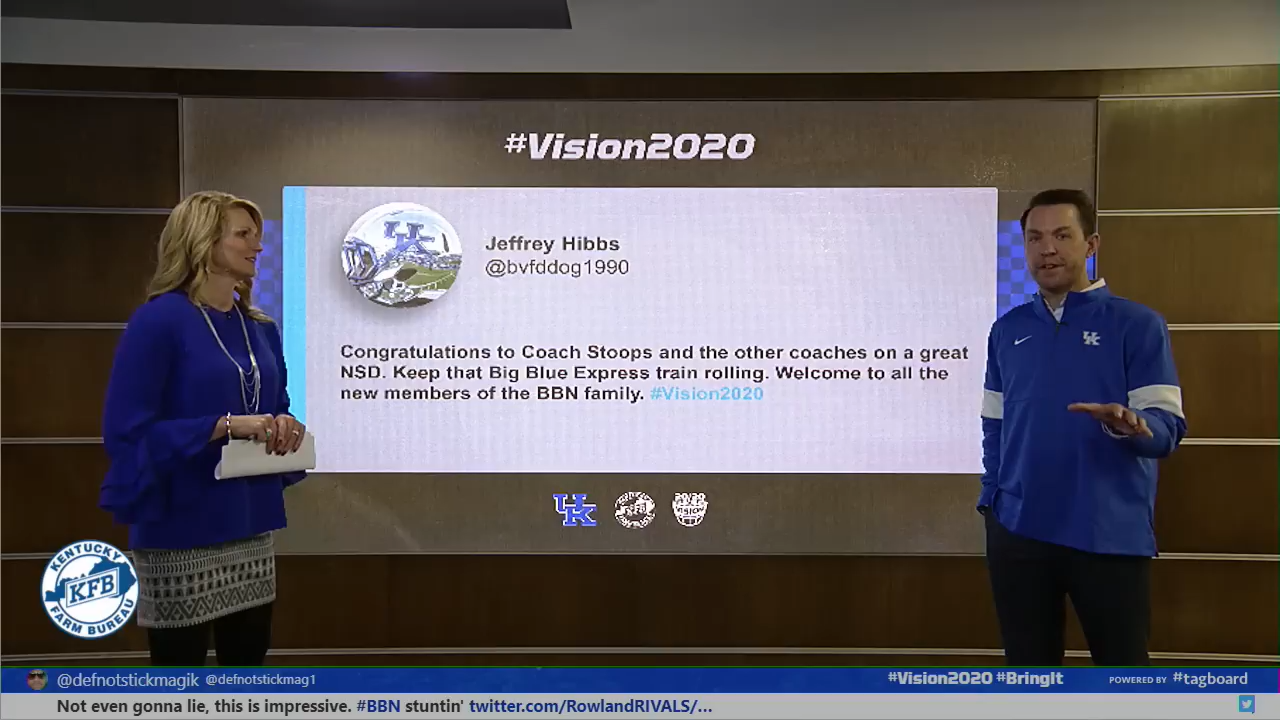 #Vision2020
Jeffrey Hibbs
@bvfddog1990
Congratulations to Coach Stoops and the other coaches on a great
NSD. Keep that Big Blue Express train rolling. Welcome to all the
new members of the BBN family. #Vision2020
UK
UK
KENTUCKY
KFB
FARM BUREAU
@defnotstickmagik @defnotstickmag1
#Vision2020 #BringIt POWERED BY #tagboard
Not even gonna lie, this is impressive. #BBN stuntin' twitter.com/RowlandRIVALS/...